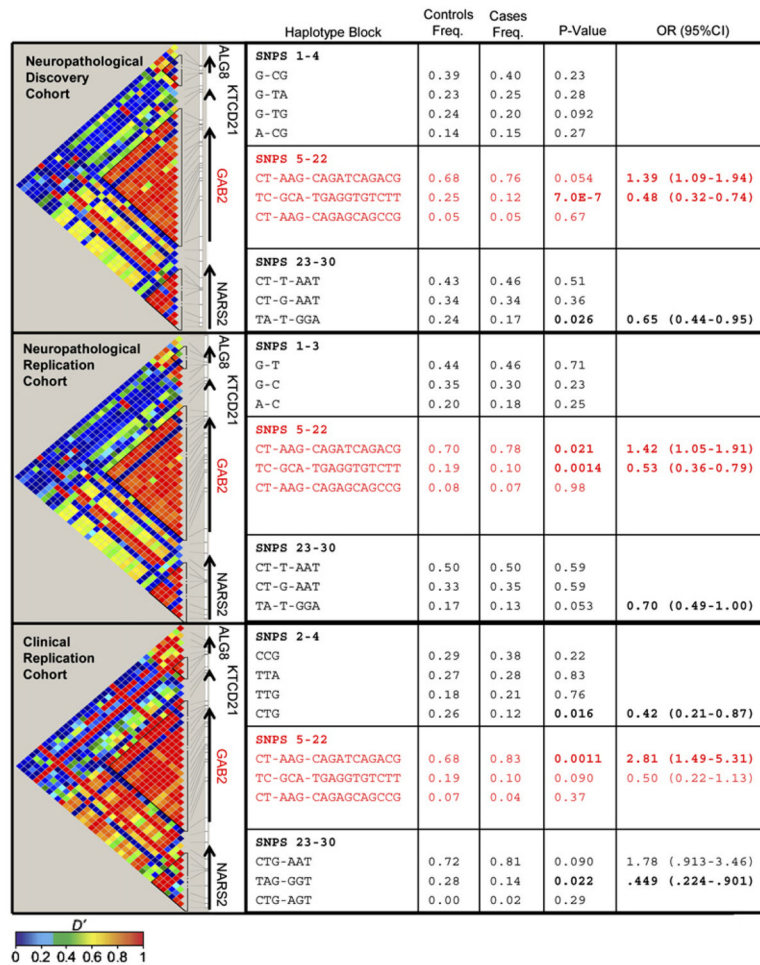 Haplotype Block Controls Freq. Cases Freq. P-Value OR (95%CI)
Neuropathological
Discovery
Cohort
ALG8
KTCD21
GAB2
NARS2
SNPS 1-4
G-CG 0.39 0.40 0.23
G-TA 0.23 0.25 0.28
G-TG 0.24 0.20 0.092
A-CG 0.14 0.15 0.27
SNPS 5-22
CT-AAG-CAGATCAGACG 0.68 0.76 0.054 1.39 (1.09-1.94)
TC-GCA-TGAGGTGTCTT 0.25 0.12 7.0E-7 0.48 (0.32-0.74)
CT-AAG-CAGAGCAGCCG 0.05 0.05 0.67
SNPS 23-30
CT-T-AAT 0.43 0.46 0.51
CT-G-AAT 0.34 0.34 0.36
TA-T-GGA 0.24 0.17 0.026 0.65 (0.44-0.95)
Neuropathological
Replication
Cohort
ALG8
KTCD21
GAB2
NARS2
SNPS 1-3
G-T 0.44 0.46 0.71
G-C 0.35 0.30 0.23
A-C 0.20 0.18 0.25
SNPS 5-22
CT-AAG-CAGATCAGACG 0.70 0.78 0.021 1.42 (1.05-1.91)
TC-GCA-TGAGGTGTCTT 0.19 0.10 0.0014 0.53 (0.36-0.79)
CT-AAG-CAGAGCAGCCG 0.08 0.07 0.98
SNPS 23-30
CT-T-AAT 0.50 0.50 0.59
CT-G-AAT 0.33 0.35 0.59
TA-T-GGA 0.17 0.13 0.053 0.70 (0.49-1.00)
Clinical
Replication
Cohort
ALG8
KTCD21
GAB2
NARS2
SNPS 2-4
CCG 0.29 0.38 0.22
TTA 0.27 0.28 0.83
TTG 0.18 0.21 0.76
CTG 0.26 0.12 0.016 0.42 (0.21-0.87)
SNPS 5-22
CT-AAG-CAGATCAGACG 0.68 0.83 0.0011 2.81 (1.49-5.31)
TC-GCA-TGAGGTGTCTT 0.19 0.10 0.090 0.50 (0.22-1.13)
CT-AAG-CAGAGCAGCCG 0.07 0.04 0.37
SNPS 23-30
CTG-AAT 0.72 0.81 0.090 1.78 (.913-3.46)
TAG-GGT 0.28 0.14 0.022 .449 (.224-.901)
CTG-AGT 0.00 0.02 0.29
D'
0 0.2 0.4 0.6 0.8 1